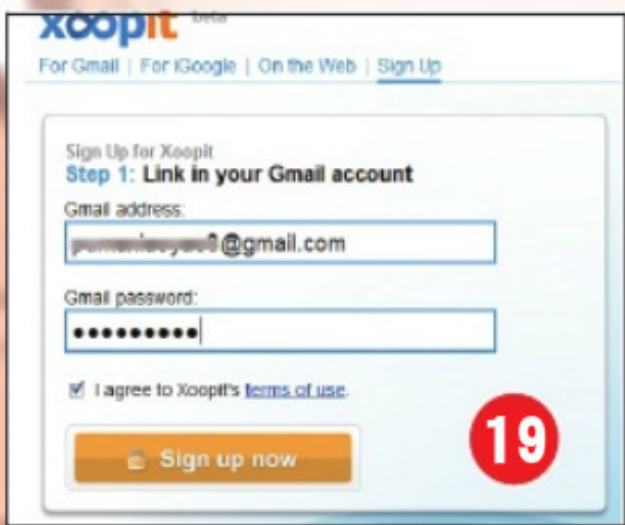 xoopit beta
For Gmail | For iGoogle | On the Web | Sign Up
Sign Up for Xoopit
Step 1: Link in your Gmail account
Gmail address:
@gmail.com
Gmail password:
•••••••••
I agree to Xoopit's terms of use.
Sign up now
19